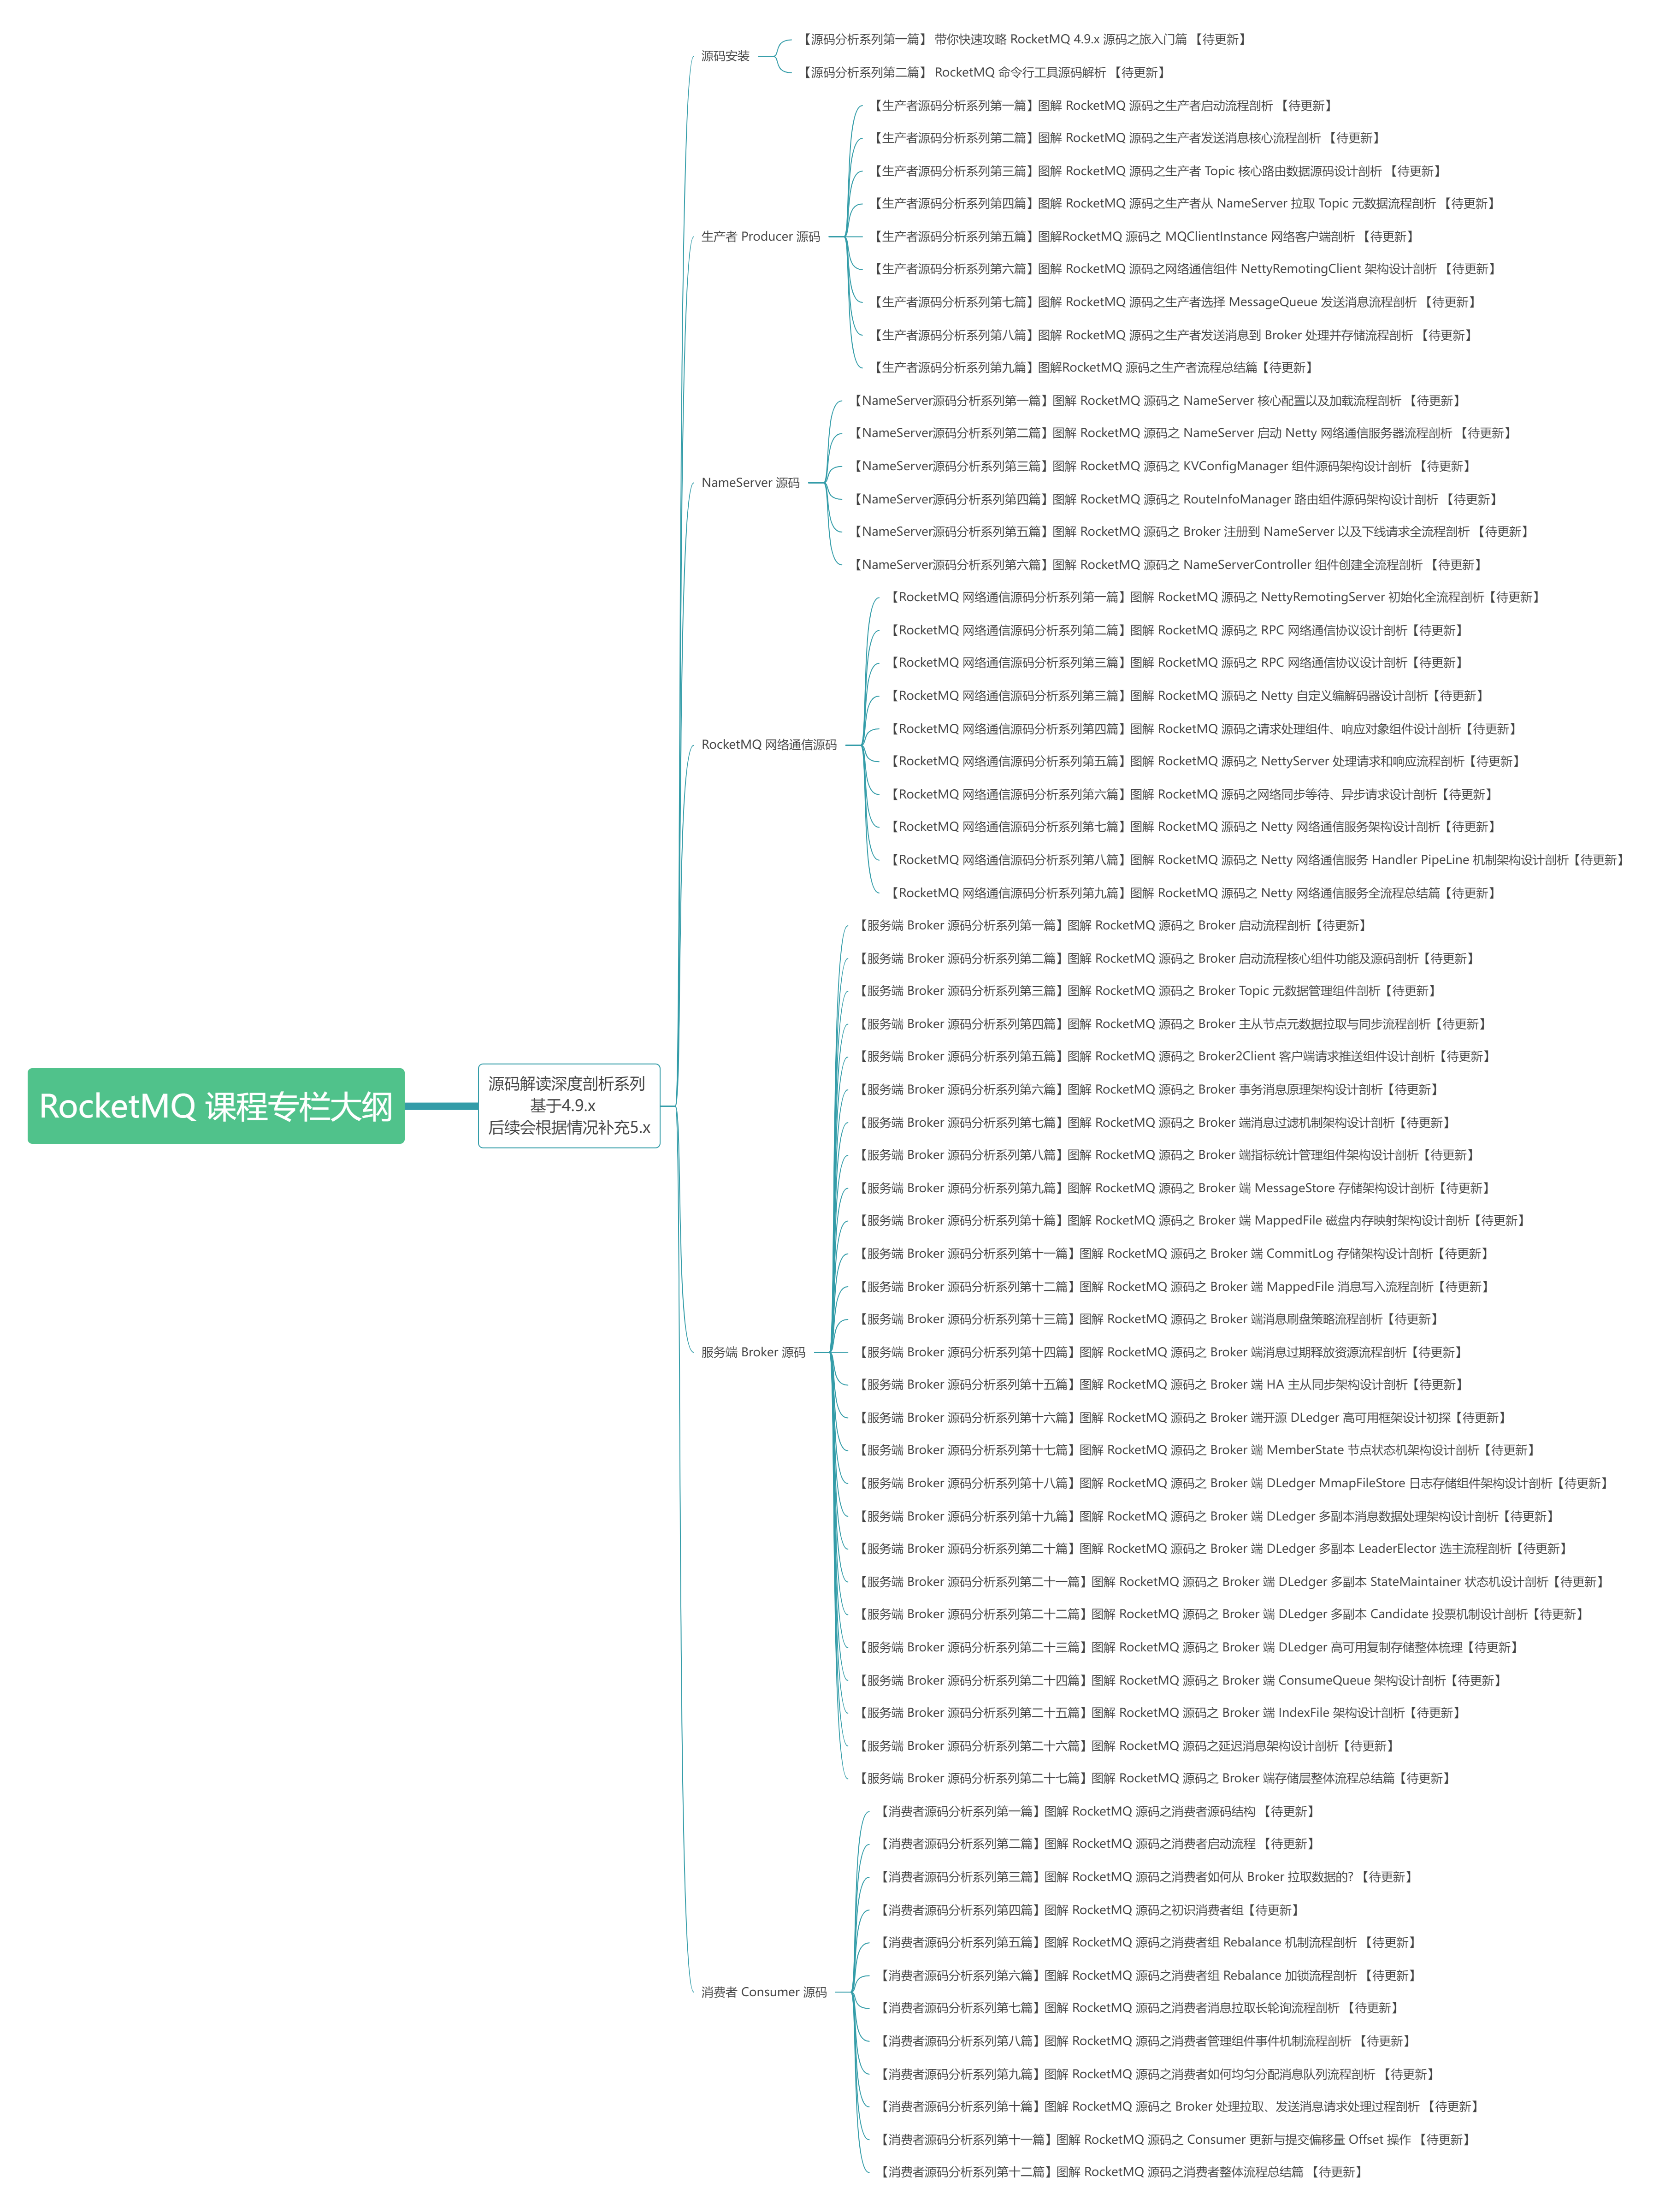 RocketMQ 课程专栏大纲
源码解读深度剖析系列
基于4.9.x
后续会根据情况补充5.x
源码安装
【源码分析系列第一篇】 带你快速攻略 RocketMQ 4.9.x 源码之旅入门篇 【待更新】
【源码分析系列第二篇】 RocketMQ 命令行工具源码解析 【待更新】
生产者 Producer 源码
【生产者源码分析系列第一篇】图解 RocketMQ 源码之生产者启动流程剖析 【待更新】
【生产者源码分析系列第二篇】图解 RocketMQ 源码之生产者发送消息核心流程剖析 【待更新】
【生产者源码分析系列第三篇】图解 RocketMQ 源码之生产者 Topic 核心路由数据源码设计剖析 【待更新】
【生产者源码分析系列第四篇】图解 RocketMQ 源码之生产者从 NameServer 拉取 Topic 元数据流程剖析 【待更新】
【生产者源码分析系列第五篇】图解RocketMQ 源码之 MQClientInstance 网络客户端剖析 【待更新】
【生产者源码分析系列第六篇】图解 RocketMQ 源码之网络通信组件 NettyRemotingClient 架构设计剖析 【待更新】
【生产者源码分析系列第七篇】图解 RocketMQ 源码之生产者选择 MessageQueue 发送消息流程剖析 【待更新】
【生产者源码分析系列第八篇】图解 RocketMQ 源码之生产者发送消息到 Broker 处理并存储流程剖析 【待更新】
【生产者源码分析系列第九篇】图解RocketMQ 源码之生产者流程总结篇【待更新】
NameServer 源码
【NameServer源码分析系列第一篇】图解 RocketMQ 源码之 NameServer 核心配置以及加载流程剖析 【待更新】
【NameServer源码分析系列第二篇】图解 RocketMQ 源码之 NameServer 启动 Netty 网络通信服务器流程剖析 【待更新】
【NameServer源码分析系列第三篇】图解 RocketMQ 源码之 KVConfigManager 组件源码架构设计剖析 【待更新】
【NameServer源码分析系列第四篇】图解 RocketMQ 源码之 RouteInfoManager 路由组件源码架构设计剖析 【待更新】
【NameServer源码分析系列第五篇】图解 RocketMQ 源码之 Broker 注册到 NameServer 以及下线请求全流程剖析 【待更新】
【NameServer源码分析系列第六篇】图解 RocketMQ 源码之 NameServerController 组件创建全流程剖析 【待更新】
RocketMQ 网络通信源码
【RocketMQ 网络通信源码分析系列第一篇】图解 RocketMQ 源码之 NettyRemotingServer 初始化全流程剖析【待更新】
【RocketMQ 网络通信源码分析系列第二篇】图解 RocketMQ 源码之 RPC 网络通信协议设计剖析【待更新】
【RocketMQ 网络通信源码分析系列第三篇】图解 RocketMQ 源码之 RPC 网络通信协议设计剖析【待更新】
【RocketMQ 网络通信源码分析系列第三篇】图解 RocketMQ 源码之 Netty 自定义编解码器设计剖析【待更新】
【RocketMQ 网络通信源码分析系列第四篇】图解 RocketMQ 源码之请求处理组件、响应对象组件设计剖析【待更新】
【RocketMQ 网络通信源码分析系列第五篇】图解 RocketMQ 源码之 NettyServer 处理请求和响应流程剖析【待更新】
【RocketMQ 网络通信源码分析系列第六篇】图解 RocketMQ 源码之网络同步等待、异步请求设计剖析【待更新】
【RocketMQ 网络通信源码分析系列第七篇】图解 RocketMQ 源码之 Netty 网络通信服务架构设计剖析【待更新】
【RocketMQ 网络通信源码分析系列第八篇】图解 RocketMQ 源码之 Netty 网络通信服务 Handler PipeLine 机制架构设计剖析【待更新】
【RocketMQ 网络通信源码分析系列第九篇】图解 RocketMQ 源码之 Netty 网络通信服务全流程总结篇【待更新】
服务端 Broker 源码
【服务端 Broker 源码分析系列第一篇】图解 RocketMQ 源码之 Broker 启动流程剖析【待更新】
【服务端 Broker 源码分析系列第二篇】图解 RocketMQ 源码之 Broker 启动流程核心组件功能及源码剖析【待更新】
【服务端 Broker 源码分析系列第三篇】图解 RocketMQ 源码之 Broker Topic 元数据管理组件剖析【待更新】
【服务端 Broker 源码分析系列第四篇】图解 RocketMQ 源码之 Broker 主从节点元数据拉取与同步流程剖析【待更新】
【服务端 Broker 源码分析系列第五篇】图解 RocketMQ 源码之 Broker2Client 客户端请求推送组件设计剖析【待更新】
【服务端 Broker 源码分析系列第六篇】图解 RocketMQ 源码之 Broker 事务消息原理架构设计剖析【待更新】
【服务端 Broker 源码分析系列第七篇】图解 RocketMQ 源码之 Broker 端消息过滤机制架构设计剖析【待更新】
【服务端 Broker 源码分析系列第八篇】图解 RocketMQ 源码之 Broker 端指标统计管理组件架构设计剖析【待更新】
【服务端 Broker 源码分析系列第九篇】图解 RocketMQ 源码之 Broker 端 MessageStore 存储架构设计剖析【待更新】
【服务端 Broker 源码分析系列第十篇】图解 RocketMQ 源码之 Broker 端 MappedFile 磁盘内存映射架构设计剖析【待更新】
【服务端 Broker 源码分析系列第十一篇】图解 RocketMQ 源码之 Broker 端 CommitLog 存储架构设计剖析【待更新】
【服务端 Broker 源码分析系列第十二篇】图解 RocketMQ 源码之 Broker 端 MappedFile 消息写入流程剖析【待更新】
【服务端 Broker 源码分析系列第十三篇】图解 RocketMQ 源码之 Broker 端消息刷盘策略流程剖析【待更新】
【服务端 Broker 源码分析系列第十四篇】图解 RocketMQ 源码之 Broker 端消息过期释放资源流程剖析【待更新】
【服务端 Broker 源码分析系列第十五篇】图解 RocketMQ 源码之 Broker 端 HA 主从同步架构设计剖析【待更新】
【服务端 Broker 源码分析系列第十六篇】图解 RocketMQ 源码之 Broker 端开源 DLedger 高可用框架设计初探【待更新】
【服务端 Broker 源码分析系列第十七篇】图解 RocketMQ 源码之 Broker 端 MemberState 节点状态机架构设计剖析【待更新】
【服务端 Broker 源码分析系列第十八篇】图解 RocketMQ 源码之 Broker 端 DLedger MmapFileStore 日志存储组件架构设计剖析【待更新】
【服务端 Broker 源码分析系列第十九篇】图解 RocketMQ 源码之 Broker 端 DLedger 多副本消息数据处理架构设计剖析【待更新】
【服务端 Broker 源码分析系列第二十篇】图解 RocketMQ 源码之 Broker 端 DLedger 多副本 LeaderElector 选主流程剖析【待更新】
【服务端 Broker 源码分析系列第二十一篇】图解 RocketMQ 源码之 Broker 端 DLedger 多副本 StateMaintainer 状态机设计剖析【待更新】
【服务端 Broker 源码分析系列第二十二篇】图解 RocketMQ 源码之 Broker 端 DLedger 多副本 Candidate 投票机制设计剖析【待更新】
【服务端 Broker 源码分析系列第二十三篇】图解 RocketMQ 源码之 Broker 端 DLedger 高可用复制存储整体梳理【待更新】
【服务端 Broker 源码分析系列第二十四篇】图解 RocketMQ 源码之 Broker 端 ConsumeQueue 架构设计剖析【待更新】
【服务端 Broker 源码分析系列第二十五篇】图解 RocketMQ 源码之 Broker 端 IndexFile 架构设计剖析【待更新】
【服务端 Broker 源码分析系列第二十六篇】图解 RocketMQ 源码之延迟消息架构设计剖析【待更新】
【服务端 Broker 源码分析系列第二十七篇】图解 RocketMQ 源码之 Broker 端存储层整体流程总结篇【待更新】
消费者 Consumer 源码
【消费者源码分析系列第一篇】图解 RocketMQ 源码之消费者源码结构 【待更新】
【消费者源码分析系列第二篇】图解 RocketMQ 源码之消费者启动流程 【待更新】
【消费者源码分析系列第三篇】图解 RocketMQ 源码之消费者如何从 Broker 拉取数据的? 【待更新】
【消费者源码分析系列第四篇】图解 RocketMQ 源码之初识消费者组【待更新】
【消费者源码分析系列第五篇】图解 RocketMQ 源码之消费者组 Rebalance 机制流程剖析 【待更新】
【消费者源码分析系列第六篇】图解 RocketMQ 源码之消费者组 Rebalance 加锁流程剖析 【待更新】
【消费者源码分析系列第七篇】图解 RocketMQ 源码之消费者消息拉取长轮询流程剖析 【待更新】
【消费者源码分析系列第八篇】图解 RocketMQ 源码之消费者管理组件事件机制流程剖析 【待更新】
【消费者源码分析系列第九篇】图解 RocketMQ 源码之消费者如何均匀分配消息队列流程剖析 【待更新】
【消费者源码分析系列第十篇】图解 RocketMQ 源码之 Broker 处理拉取、发送消息请求处理过程剖析 【待更新】
【消费者源码分析系列第十一篇】图解 RocketMQ 源码之 Consumer 更新与提交偏移量 Offset 操作 【待更新】
【消费者源码分析系列第十二篇】图解 RocketMQ 源码之消费者整体流程总结篇 【待更新】